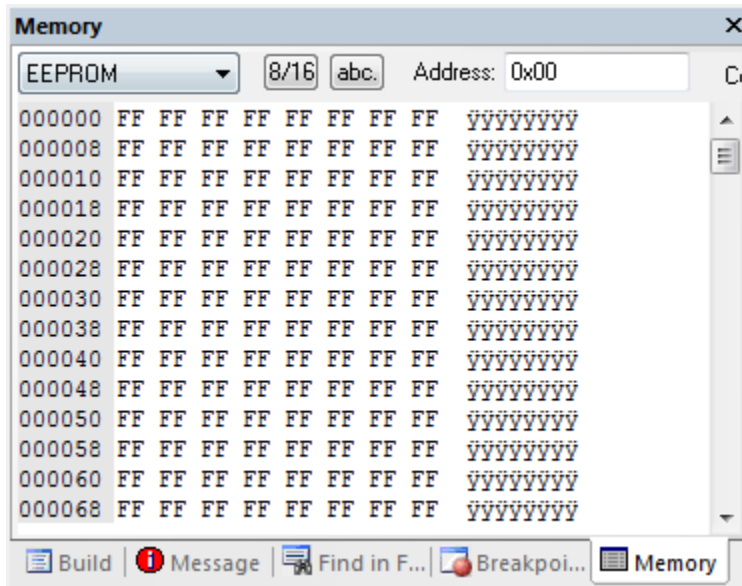 Memory
EEPROM 8/16 abc. Address: 0x00
000000 FF FF FF FF FF FF FF FF ÿÿÿÿÿÿÿÿ
000008 FF FF FF FF FF FF FF FF ÿÿÿÿÿÿÿÿ
000010 FF FF FF FF FF FF FF FF ÿÿÿÿÿÿÿÿ
000018 FF FF FF FF FF FF FF FF ÿÿÿÿÿÿÿÿ
000020 FF FF FF FF FF FF FF FF ÿÿÿÿÿÿÿÿ
000028 FF FF FF FF FF FF FF FF ÿÿÿÿÿÿÿÿ
000030 FF FF FF FF FF FF FF FF ÿÿÿÿÿÿÿÿ
000038 FF FF FF FF FF FF FF FF ÿÿÿÿÿÿÿÿ
000040 FF FF FF FF FF FF FF FF ÿÿÿÿÿÿÿÿ
000048 FF FF FF FF FF FF FF FF ÿÿÿÿÿÿÿÿ
000050 FF FF FF FF FF FF FF FF ÿÿÿÿÿÿÿÿ
000058 FF FF FF FF FF FF FF FF ÿÿÿÿÿÿÿÿ
000060 FF FF FF FF FF FF FF FF ÿÿÿÿÿÿÿÿ
000068 FF FF FF FF FF FF FF FF ÿÿÿÿÿÿÿÿ
Build Message Find in F... Breakpoi... Memory